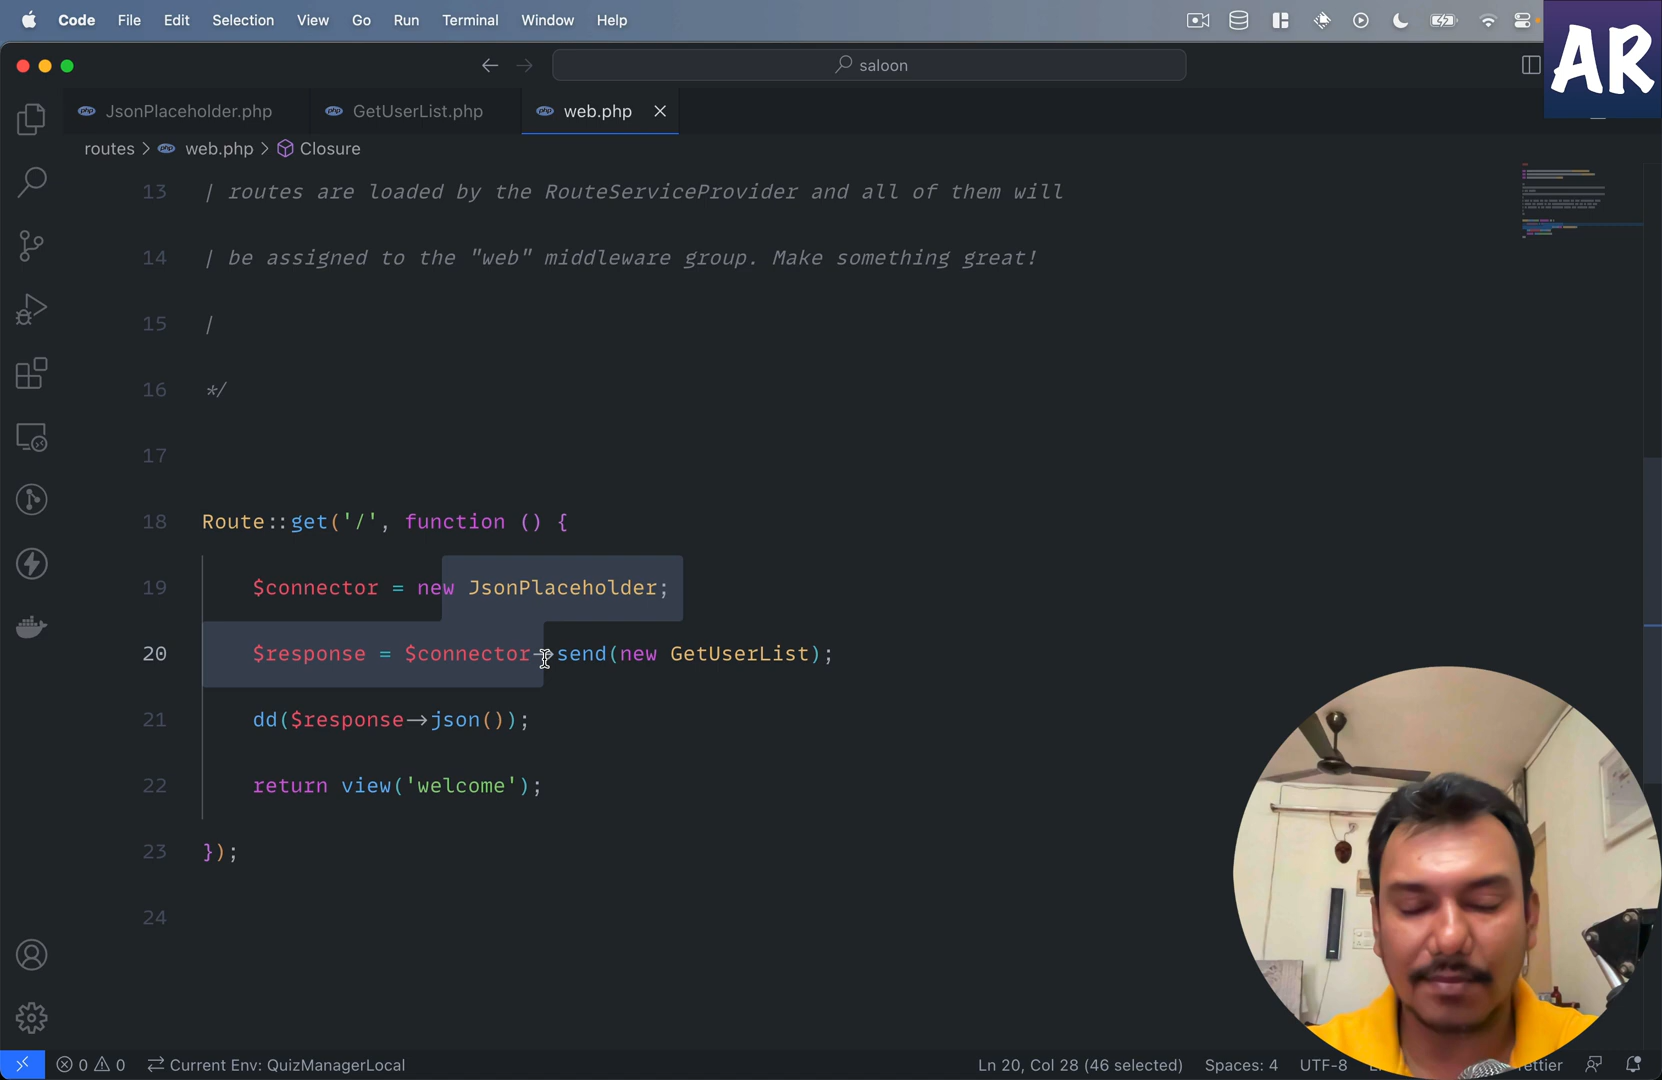 Code File Edit Selection View Go Run Terminal Window Help
AR
saloon
JsonPlaceholder.php GetUserList.php web.php
routes > web.php > Closure
13 | routes are loaded by the RouteServiceProvider and all of them will
14 | be assigned to the "web" middleware group. Make something great!
15 |
16 */
17
18 Route::get('/', function () {
19 $connector = new JsonPlaceholder;
20 $response = $connector->send(new GetUserList);
21 dd($response->json());
22 return view('welcome');
23 });
24
0 0 Current Env: QuizManagerLocal Ln 20, Col 28 (46 selected) Spaces: 4 UTF-8